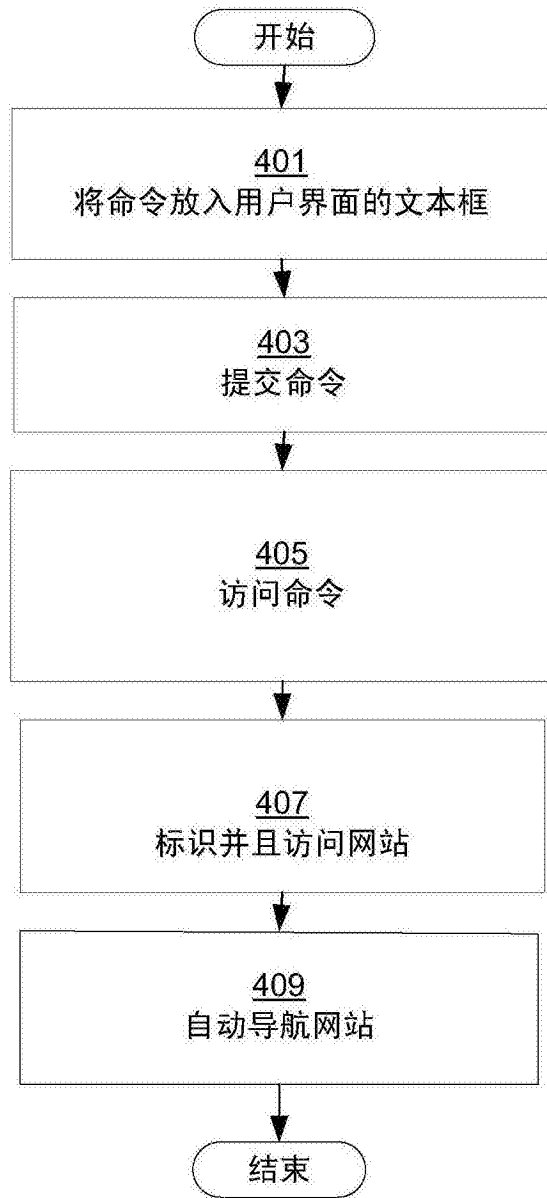 开始
401
将命令放入用户界面的文本框
403
提交命令
405
访问命令
407
标识并且访问网站
409
自动导航网站
结束